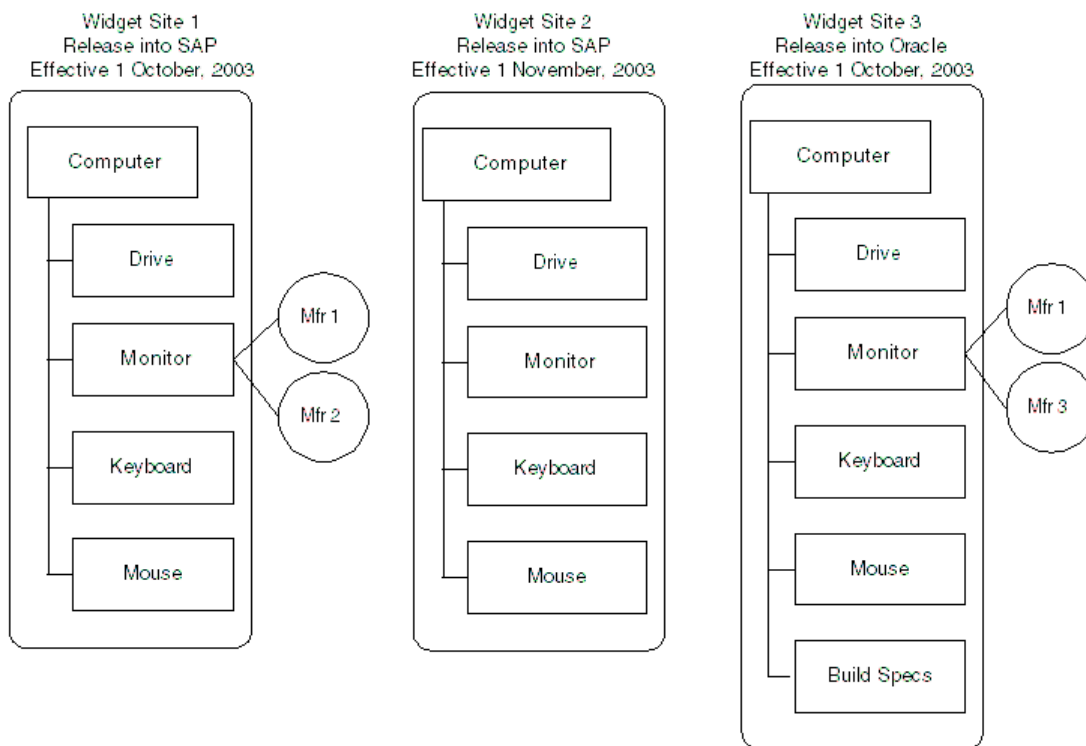 Widget Site 1
Release into SAP
Effective 1 October, 2003
Computer
Drive
Monitor
Mfr 1
Mfr 2
Keyboard
Mouse
Widget Site 2
Release into SAP
Effective 1 November, 2003
Computer
Drive
Monitor
Keyboard
Mouse
Widget Site 3
Release into Oracle
Effective 1 October, 2003
Computer
Drive
Monitor
Mfr 1
Mfr 3
Keyboard
Mouse
Build Specs